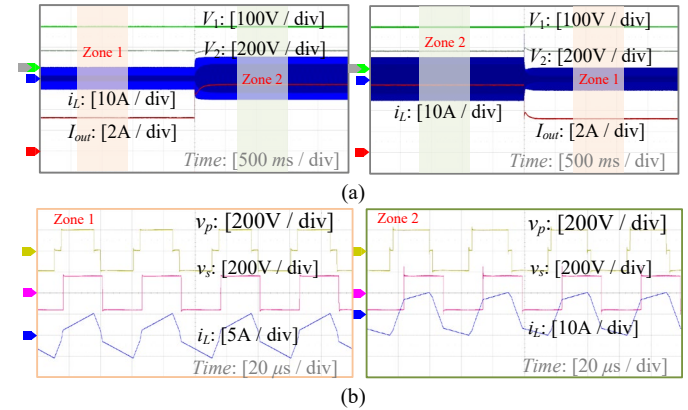 (a)
V1: [100V / div]
Zone 1
V2: [200V / div]
Zone 2
iL: [10A / div]
Iout: [2A / div]
Time: [500 ms / div]
V1: [100V / div]
Zone 2
V2: [200V / div]
Zone 1
iL: [10A / div]
Iout: [2A / div]
Time: [500 ms / div]
(a)
Zone 1
vp: [200V / div]
vs: [200V / div]
iL: [5A / div]
Time: [20 μs / div]
Zone 2
vp: [200V / div]
vs: [200V / div]
iL: [10A / div]
Time: [20 μs / div]
(b)